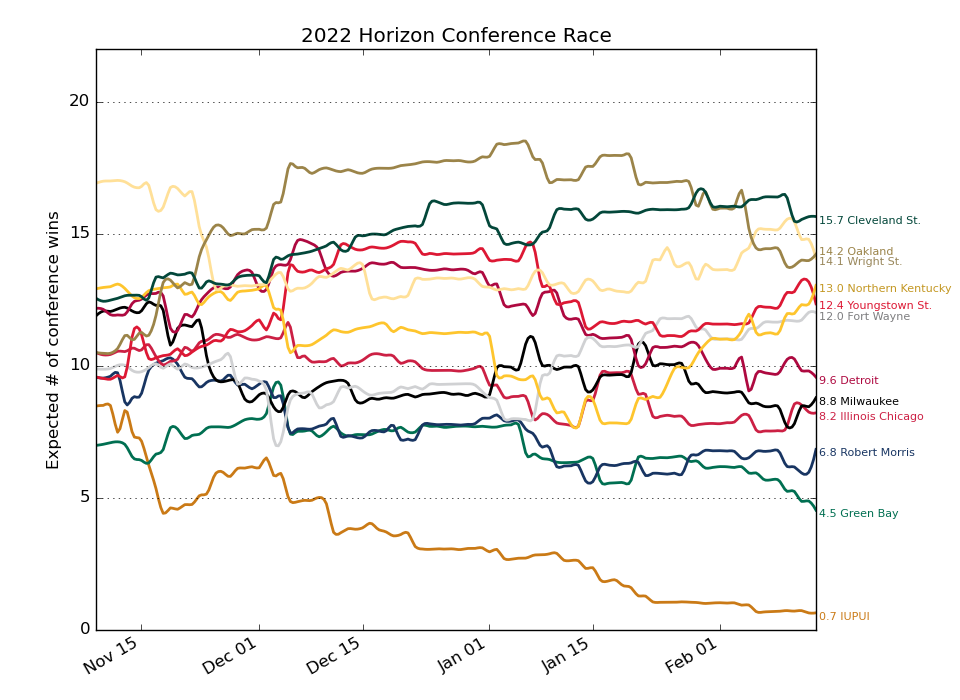 2022 Horizon Conference Race
Expected # of conference wins
20
15
10
5
0
Nov 15
Dec 01
Dec 15
Jan 01
Jan 15
Feb 01
15.7 Cleveland St.
14.2 Oakland
14.1 Wright St.
13.0 Northern Kentucky
12.4 Youngstown St.
12.0 Fort Wayne
9.6 Detroit
8.8 Milwaukee
8.2 Illinois Chicago
6.8 Robert Morris
4.5 Green Bay
0.7 IUPUI